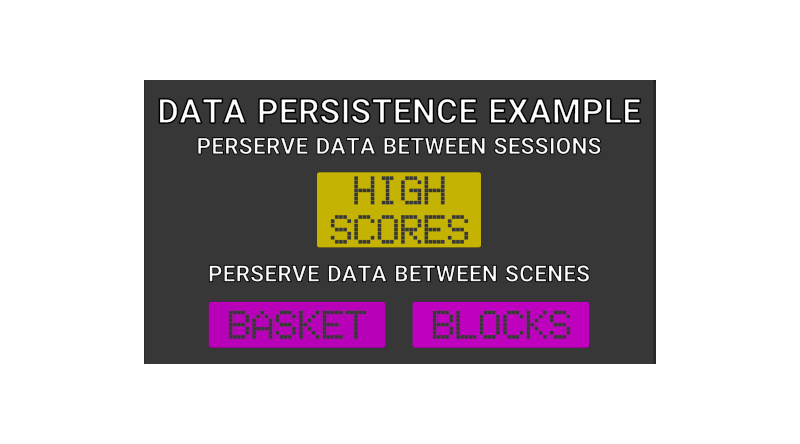 DATA PERSISTENCE EXAMPLE
PERSERVE DATA BETWEEN SESSIONS
HIGH
SCORES
PERSERVE DATA BETWEEN SCENES
BASKET BLOCKS